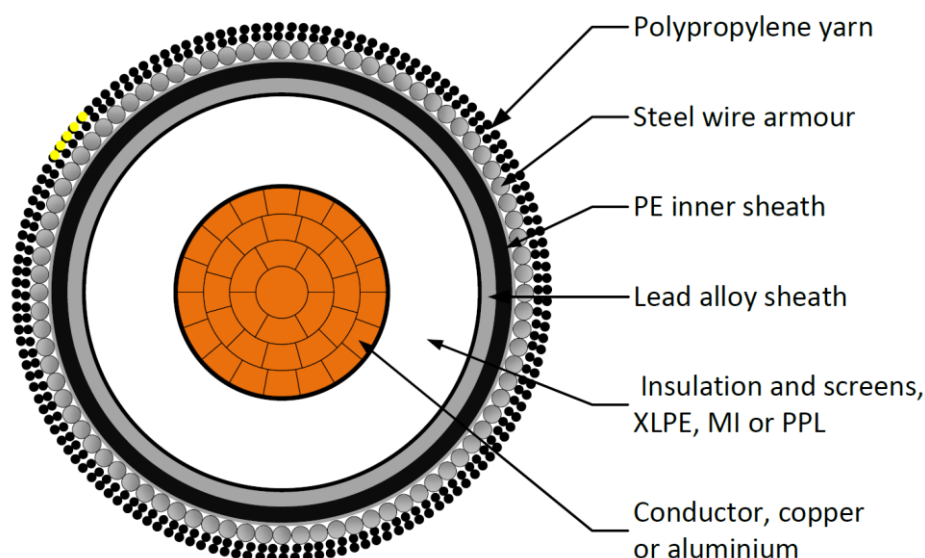 Polypropylene yarn
Steel wire armour
PE inner sheath
Lead alloy sheath
Insulation and screens,
XLPE, MI or PPL
Conductor, copper
or aluminium